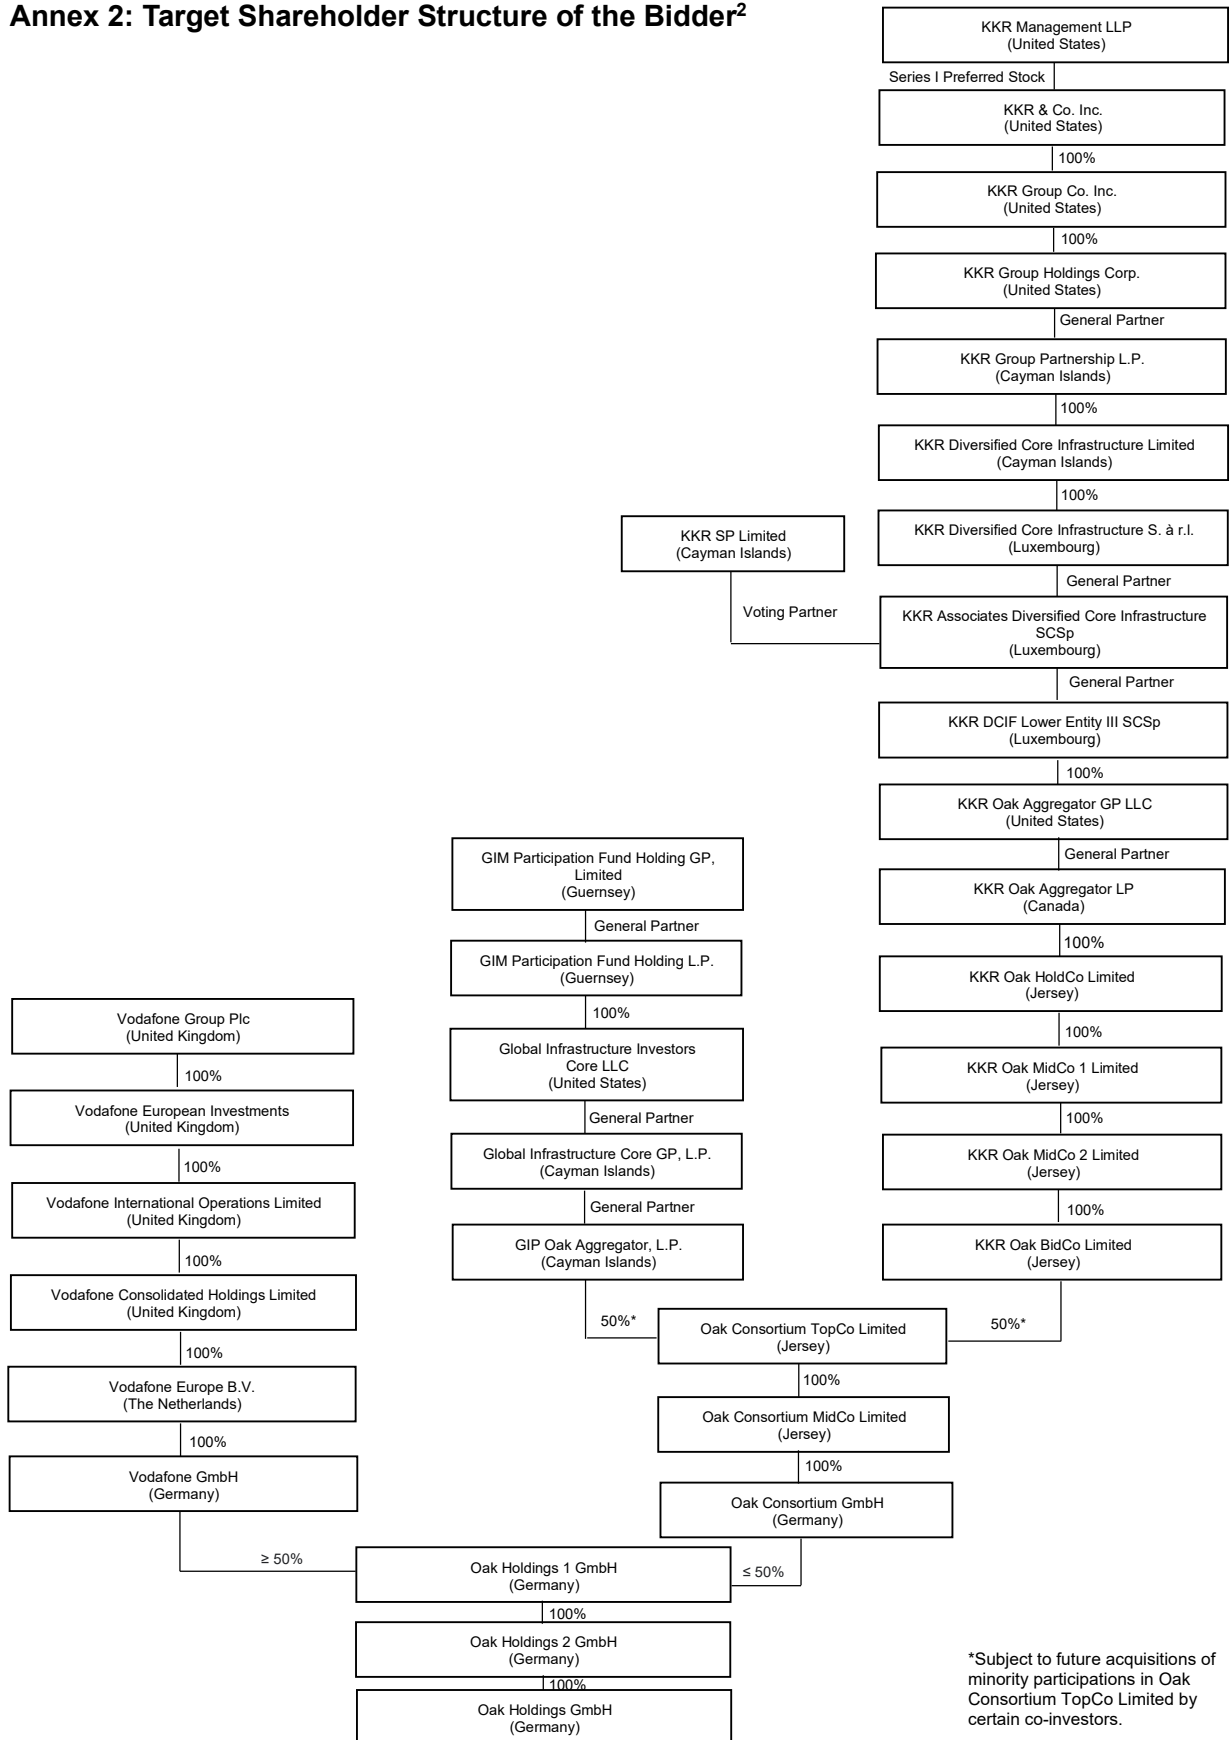 Annex 2: Target Shareholder Structure of the Bidder2
KKR Management LLP
(United States)
Series I Preferred Stock
KKR & Co. Inc.
(United States)
100%
KKR Group Co. Inc.
(United States)
100%
KKR Group Holdings Corp.
(United States)
General Partner
KKR Group Partnership L.P.
(Cayman Islands)
100%
KKR Diversified Core Infrastructure Limited
(Cayman Islands)
100%
KKR Diversified Core Infrastructure S. à r.l.
(Luxembourg)
General Partner
KKR SP Limited
(Cayman Islands)
Voting Partner
KKR Associates Diversified Core Infrastructure
SCSp
(Luxembourg)
General Partner
KKR DCIF Lower Entity III SCSp
(Luxembourg)
100%
KKR Oak Aggregator GP LLC
(United States)
General Partner
KKR Oak Aggregator LP
(Canada)
100%
KKR Oak HoldCo Limited
(Jersey)
100%
KKR Oak MidCo 1 Limited
(Jersey)
100%
KKR Oak MidCo 2 Limited
(Jersey)
100%
KKR Oak BidCo Limited
(Jersey)
50%*
GIM Participation Fund Holding GP,
Limited
(Guernsey)
General Partner
GIM Participation Fund Holding L.P.
(Guernsey)
100%
Global Infrastructure Investors
Core LLC
(United States)
General Partner
Global Infrastructure Core GP, L.P.
(Cayman Islands)
General Partner
GIP Oak Aggregator, L.P.
(Cayman Islands)
50%*
Oak Consortium TopCo Limited
(Jersey)
100%
Oak Consortium MidCo Limited
(Jersey)
100%
Oak Consortium GmbH
(Germany)
≤ 50%
Vodafone Group Plc
(United Kingdom)
100%
Vodafone European Investments
(United Kingdom)
100%
Vodafone International Operations Limited
(United Kingdom)
100%
Vodafone Consolidated Holdings Limited
(United Kingdom)
100%
Vodafone Europe B.V.
(The Netherlands)
100%
Vodafone GmbH
(Germany)
≥ 50%
Oak Holdings 1 GmbH
(Germany)
100%
Oak Holdings 2 GmbH
(Germany)
100%
Oak Holdings GmbH
(Germany)
*Subject to future acquisitions of
minority participations in Oak
Consortium TopCo Limited by
certain co-investors.